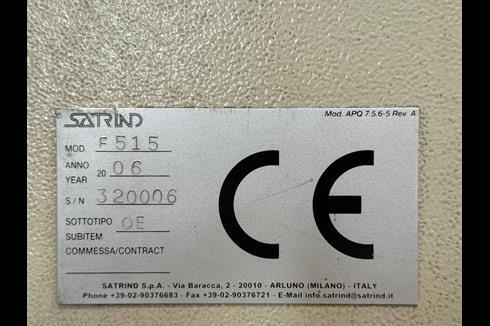 SATRIND
Mod. APQ 7.5.6-5 Rev. A
MOD. F515
ANNO
YEAR 2006
S/N 320006
SOTTOTIPO
SUBITEM OE
COMMESSA/CONTRACT
CE
SATRIND S.p.A. - Via Baracca, 2 - 20010 - ARLUNO (MILANO) - ITALY
Phone +39-02-90376683 - Fax +39-02-90376721 - E-Mail info.satrind@satrind.it